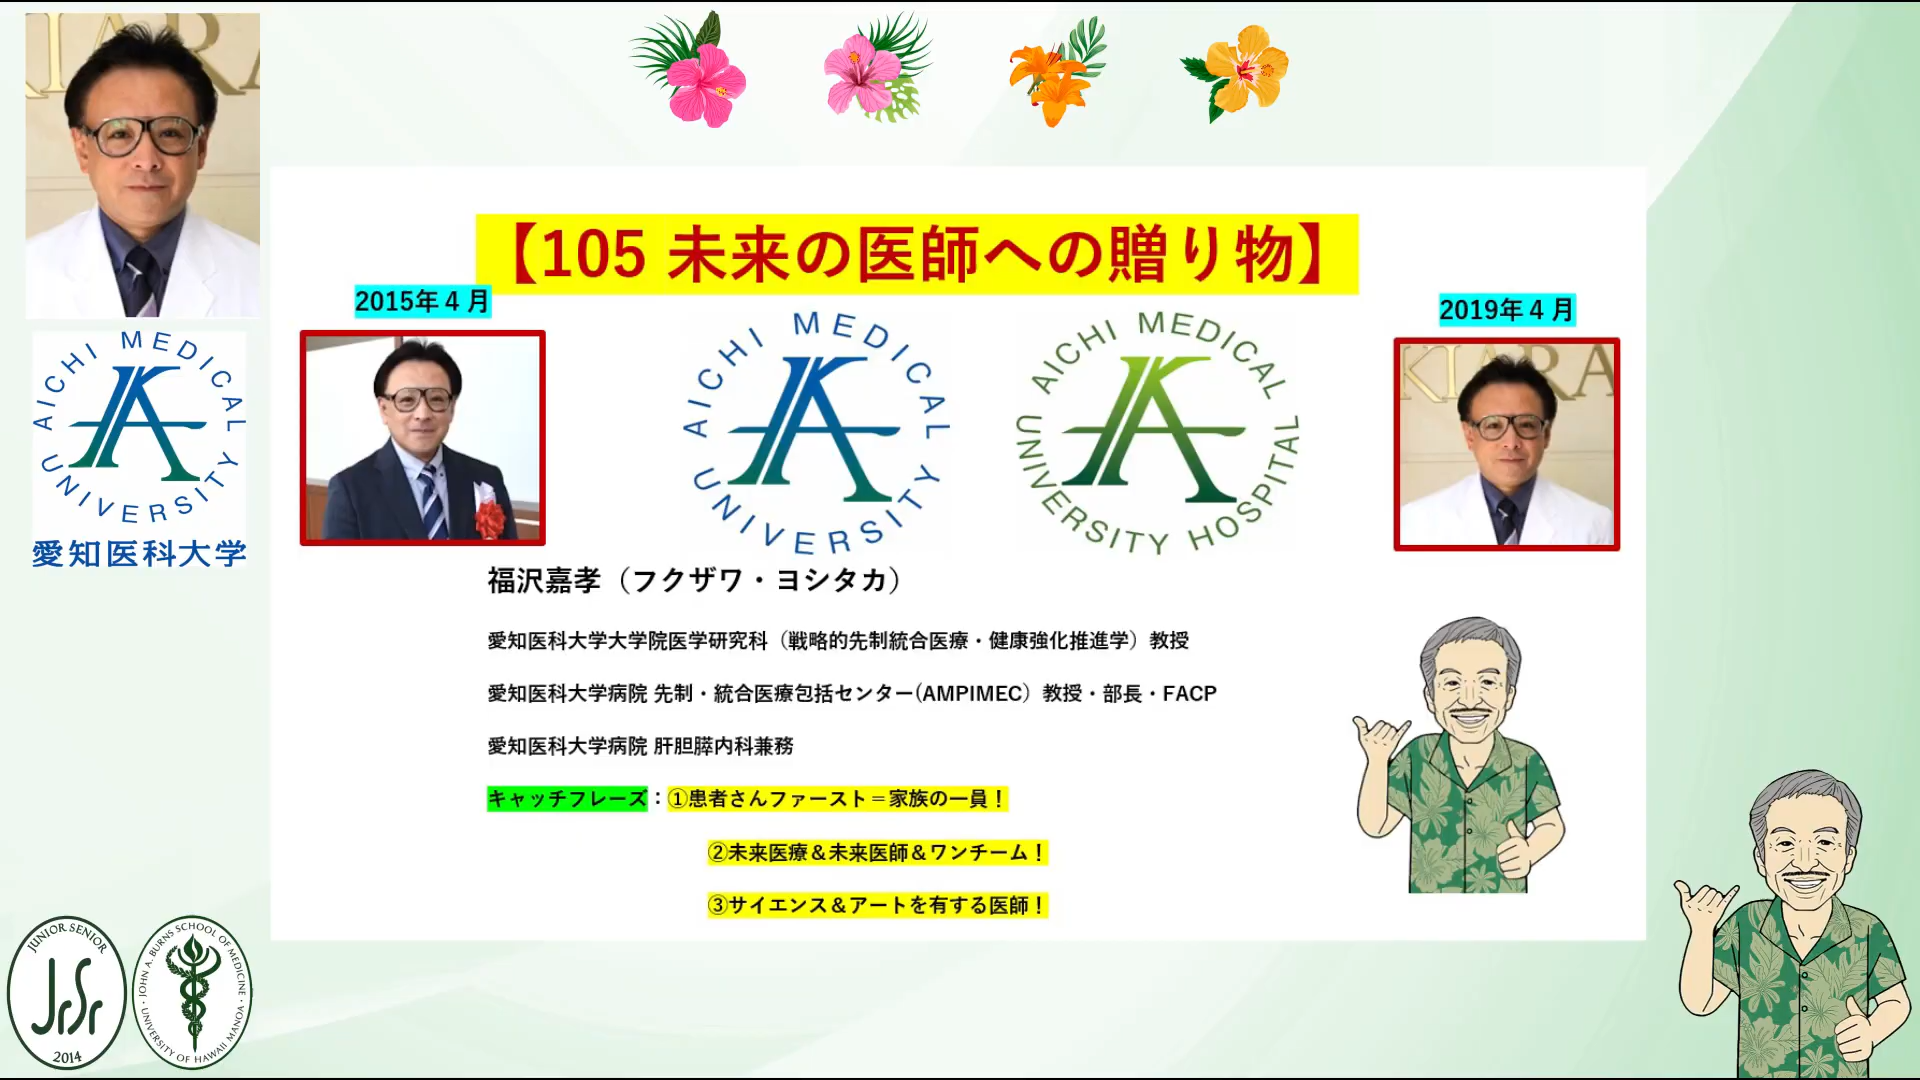 【105 未来の医師への贈り物】
2015年４月
2019年４月
KIARA
AICHI MEDICAL UNIVERSITY
愛知医科大学
AICHI MEDICAL UNIVERSITY
AICHI MEDICAL UNIVERSITY HOSPITAL
KIARA
福沢嘉孝（フクザワ・ヨシタカ）
愛知医科大学大学院医学研究科（戦略的先制統合医療・健康強化推進学）教授
愛知医科大学病院 先制・統合医療包括センター(AMPIMEC）教授・部長・FACP
愛知医科大学病院 肝胆膵内科兼務
キャッチフレーズ：①患者さんファースト＝家族の一員！
②未来医療＆未来医師＆ワンチーム！
③サイエンス＆アートを有する医師！
JUNIOR SENIOR
JrSr
2014
JOHN A. BURNS SCHOOL OF MEDICINE • UNIVERSITY OF HAWAII MANOA •